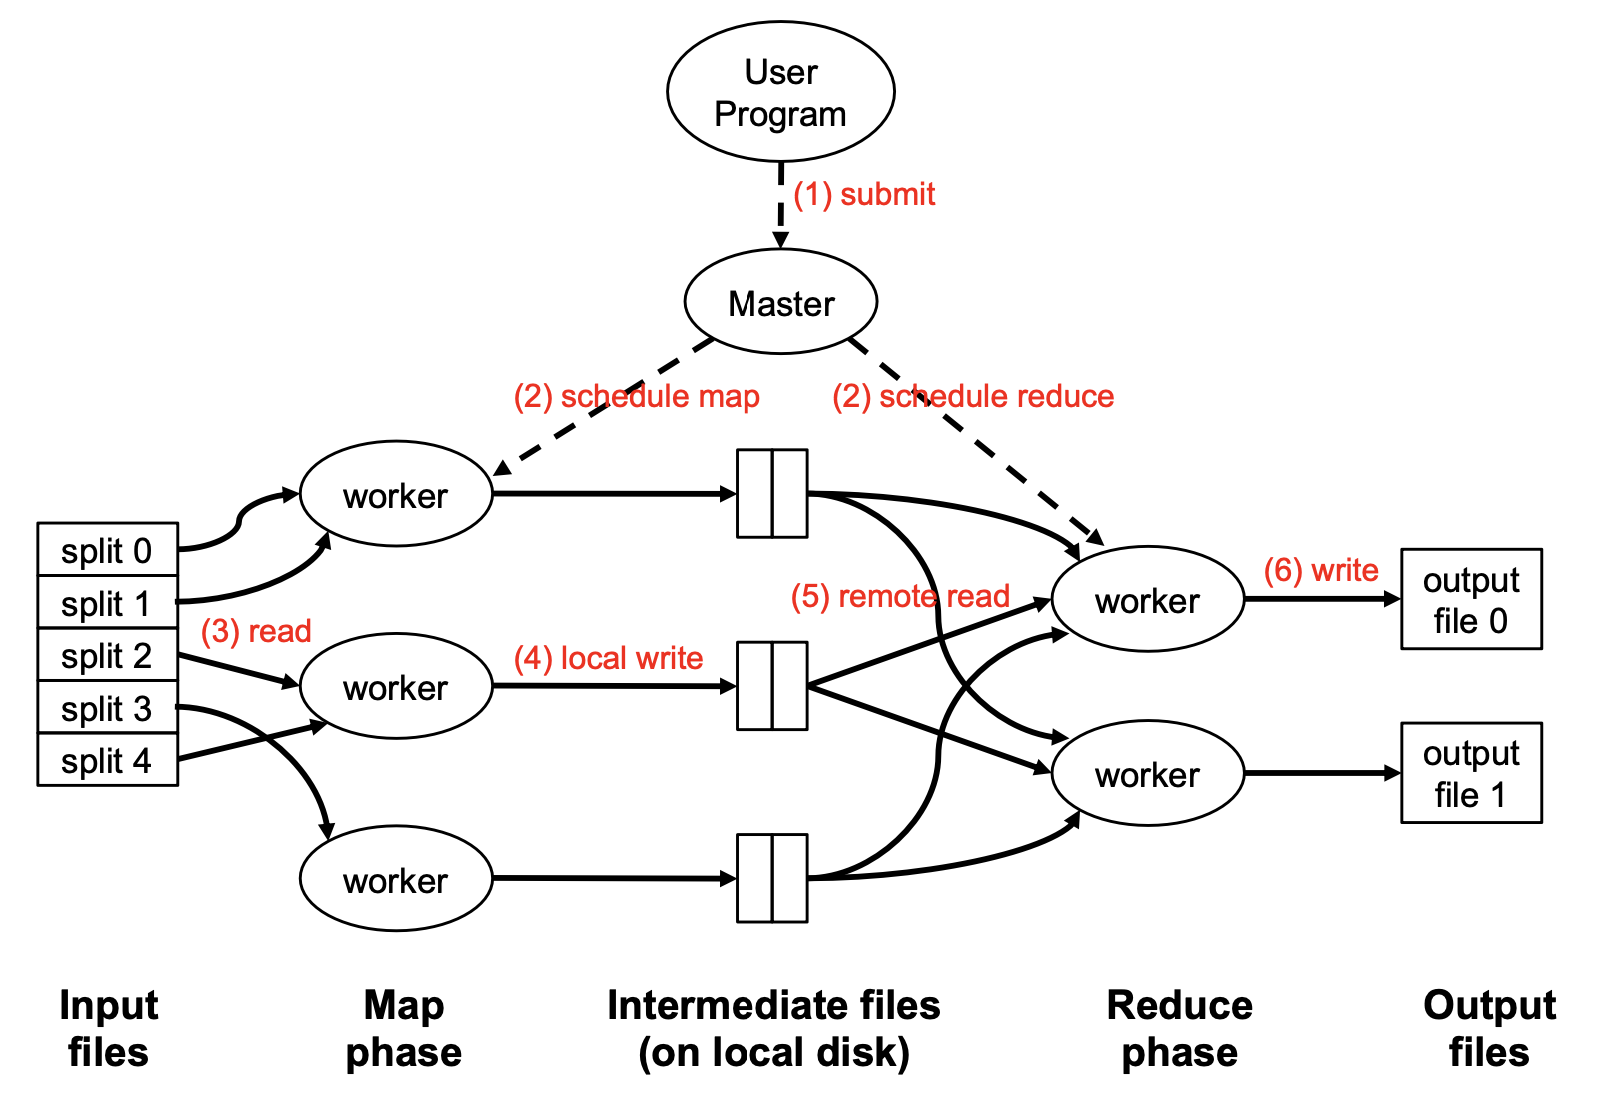 User
Program
(1) submit
Master
(2) schedule map
(2) schedule reduce
worker
split 0
split 1
split 2
split 3
split 4
(3) read
worker
(4) local write
worker
(5) remote read
worker
(6) write
output
file 0
worker
output
file 1
Input
files
Map
phase
Intermediate files
(on local disk)
Reduce
phase
Output
files